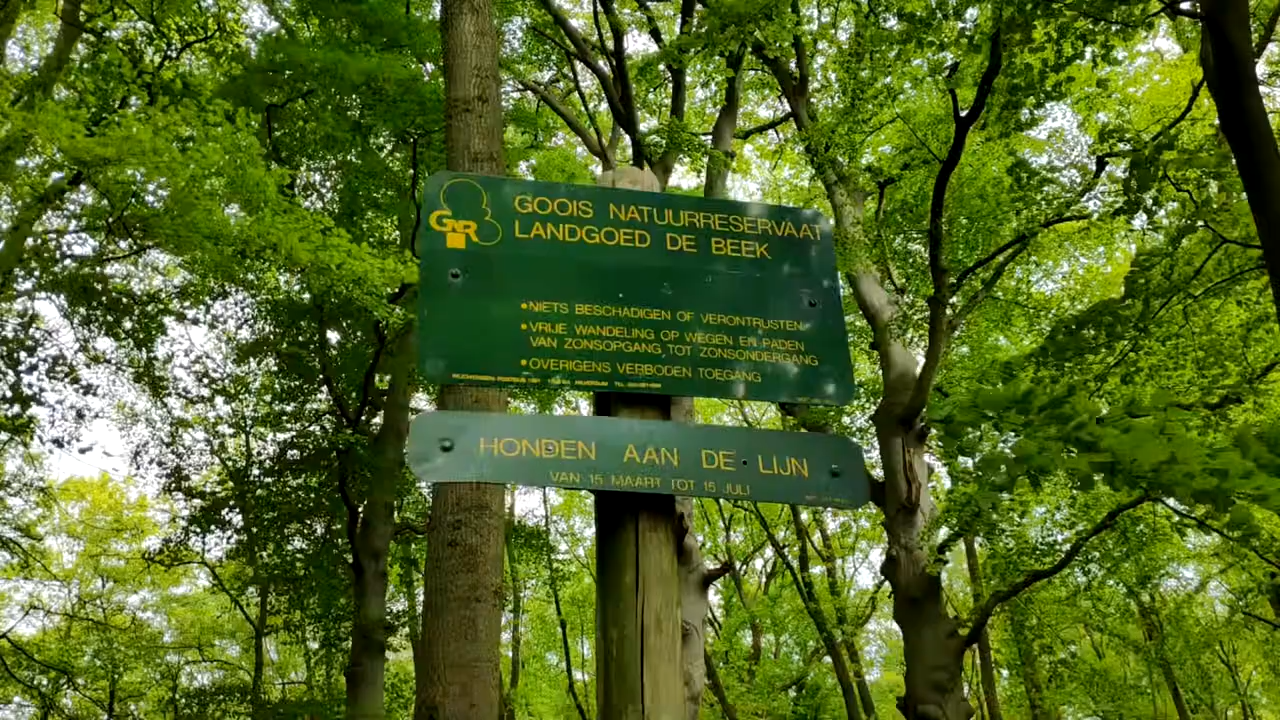 GNR
GOOIS NATUURRESERVAAT
LANDGOED DE BEEK
•NIETS BESCHADIGEN OF VERONTRUSTEN
•VRIJE WANDELING OP WEGEN EN PADEN
VAN ZONSOPGANG TOT ZONSONDERGANG
•OVERIGENS VERBODEN TOEGANG
HONDEN AAN DE LIJN
VAN 15 MAART TOT 15 JULI